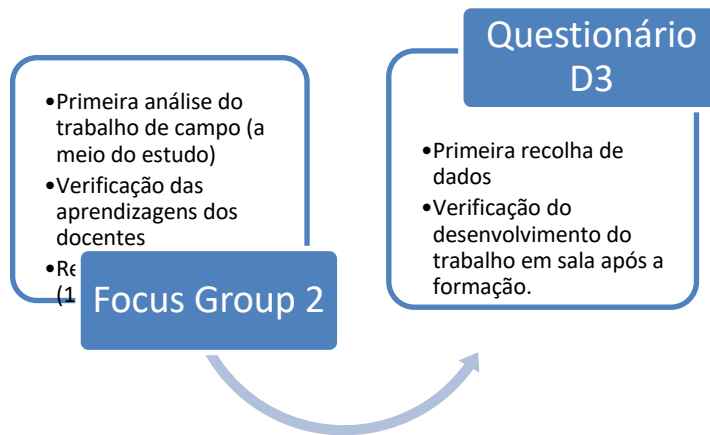 •Primeira análise do
trabalho de campo (a
meio do estudo)
•Verificação das
aprendizagens dos
docentes
Focus Group 2
Questionário
D3
•Primeira recolha de
dados
•Verificação do
desenvolvimento do
trabalho em sala após a
formação.